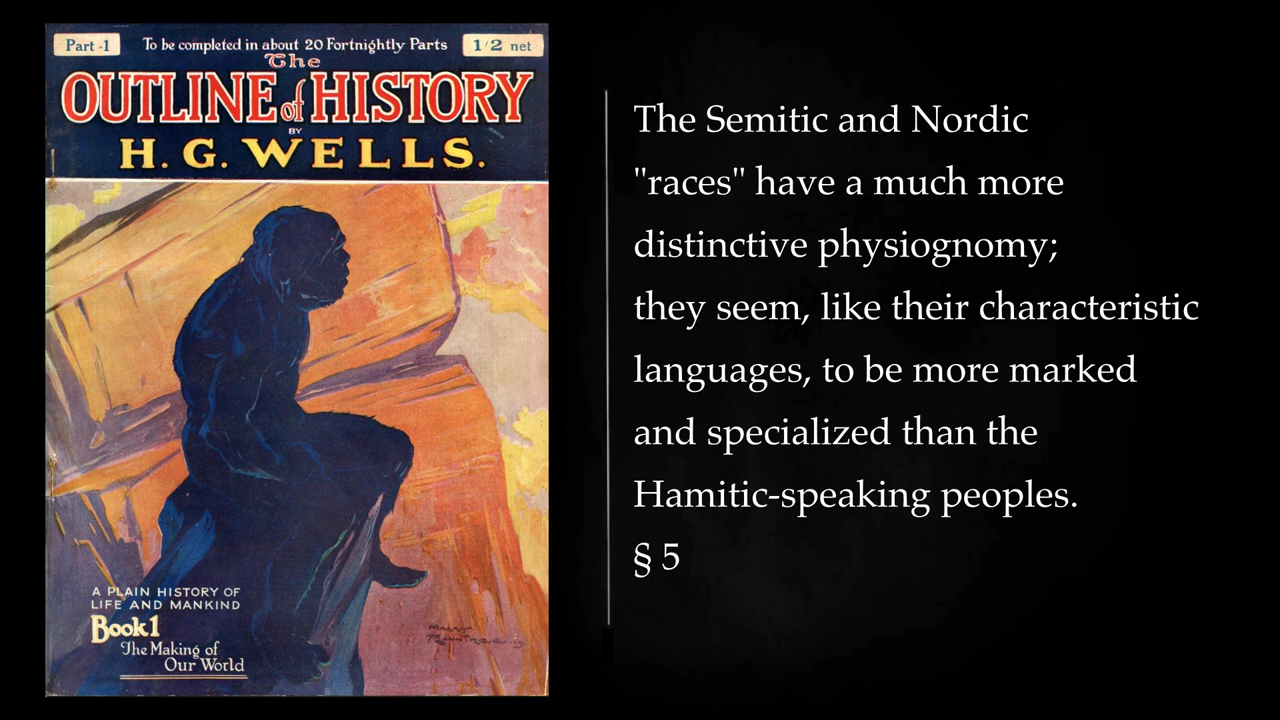 Part -1
To be completed in about 20 Fortnightly Parts
1/2 net
The
OUTLINE of HISTORY
BY
H. G. WELLS.
A PLAIN HISTORY OF
LIFE AND MANKIND
Book 1
The Making of
Our World
The Semitic and Nordic
"races" have a much more
distinctive physiognomy;
they seem, like their characteristic
languages, to be more marked
and specialized than the
Hamitic-speaking peoples.
§ 5